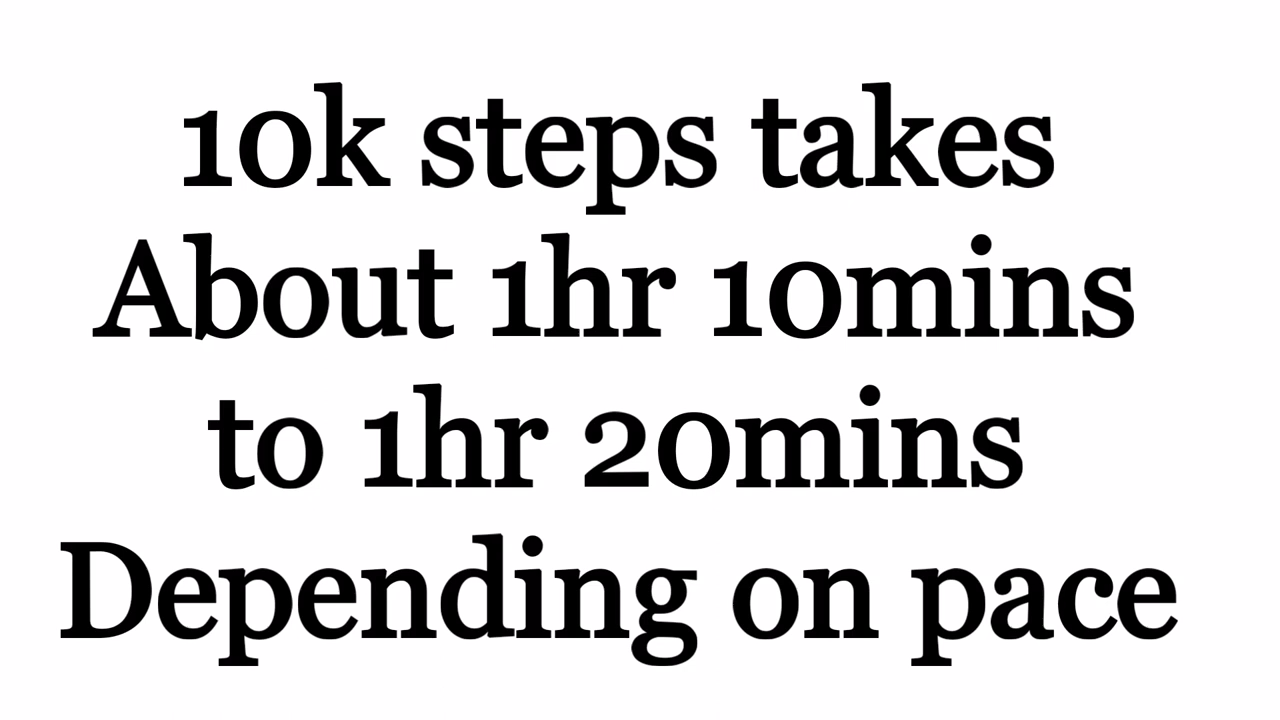 10k steps takes
About 1hr 10mins
to 1hr 20mins
Depending on pace